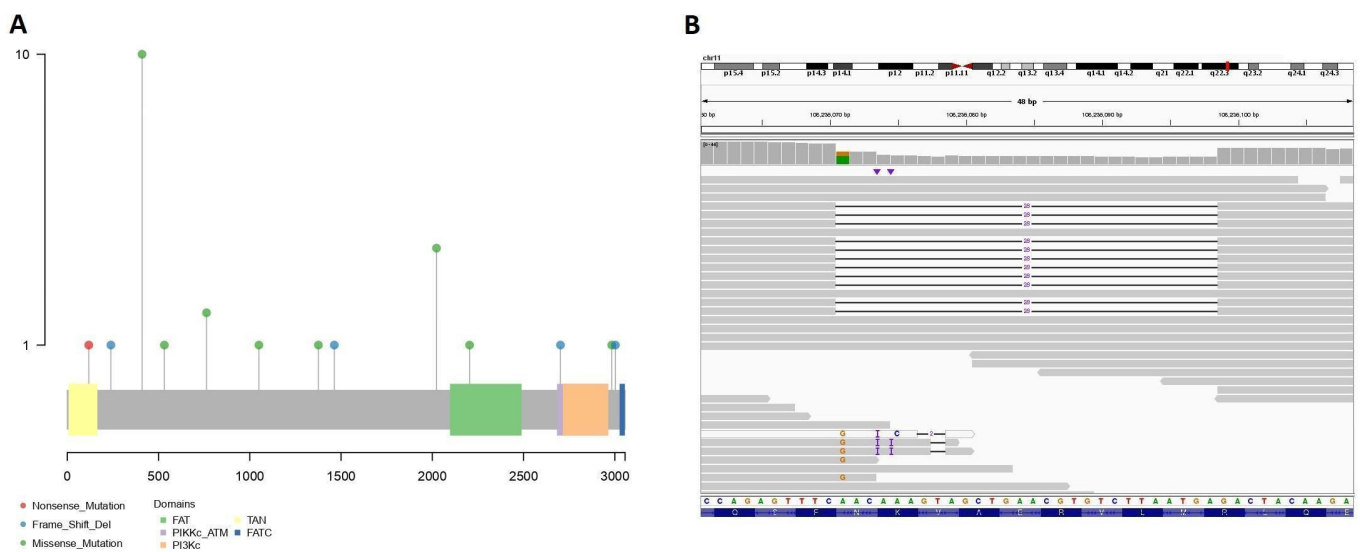 A
10
1
0 500 1000 1500 2000 2500 3000
Nonsense_Mutation
Frame_Shift_Del
Missense_Mutation
Domains
FAT
PIKKc_ATM
PI3Kc
TAN
FATC
B
chr11
p15.4 p15.2 p14.3 p14.1 p12 p11.2 p11.11 q12.2 q13.2 q13.4 q14.1 q14.2 q21 q22.1 q22.3 q23.2 q24.1 q24.3
48 bp
108,236,070 bp 108,236,080 bp 108,236,090 bp 108,236,100 bp
28
28
28
28
28
28
28
28
28
28
28
G I C 2
G I I
G I I
G
G
C C A G A G T T T C A A C A A A G T A G C T G A A C G T G T C T T A A T G A G A C T A C A A G A
Q S F N K V A E R V L M R L Q E